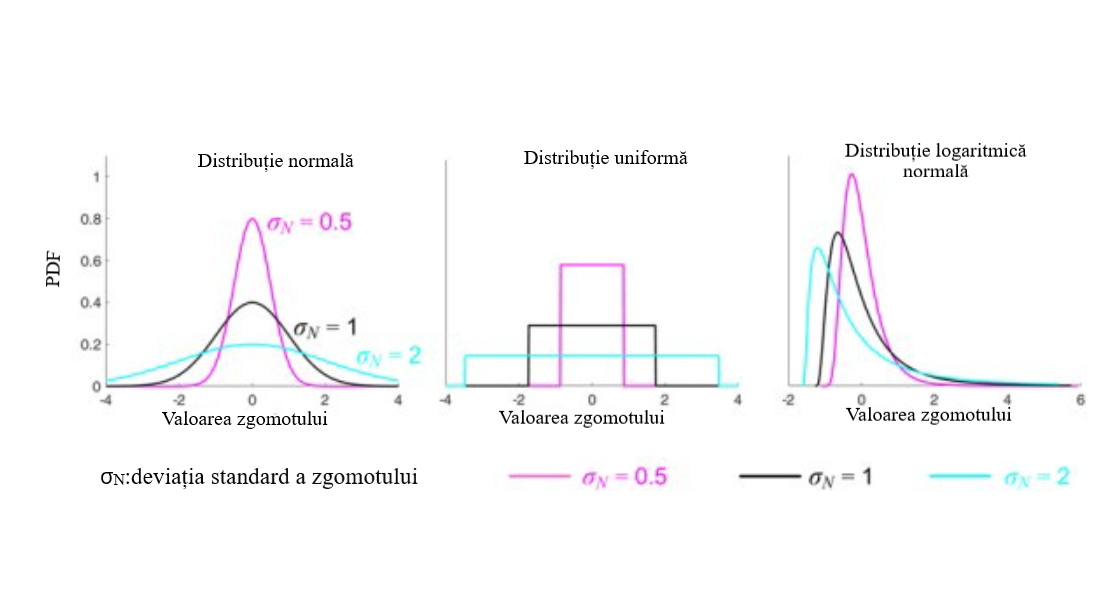 Distribuție normală
Distribuție uniformă
Distribuție logaritmică
normală
PDF
1
0.8
0.6
0.4
0.2
0
σN = 0.5
σN = 1
σN = 2
-4 -2 0 2 4
-4 -2 0 2 4
-2 0 2 4 6
Valoarea zgomotului
Valoarea zgomotului
Valoarea zgomotului
σN:deviația standard a zgomotului
σN = 0.5
σN = 1
σN = 2